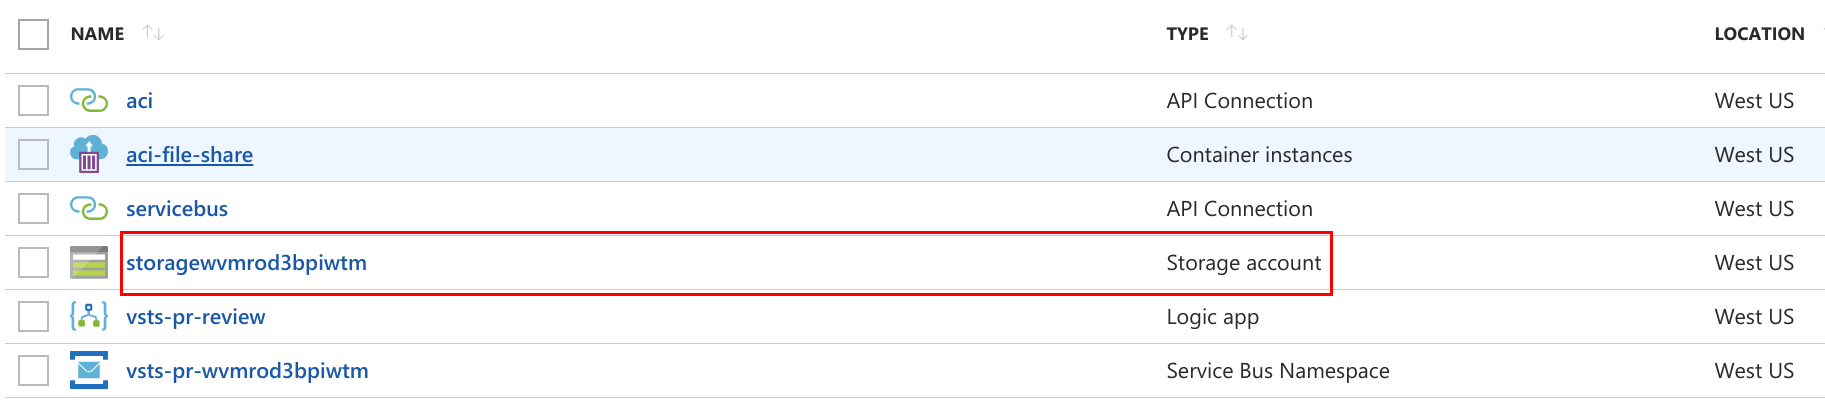 NAME TYPE LOCATION
aci API Connection West US
aci-file-share Container instances West US
servicebus API Connection West US
storagewvmrod3bpiwtm Storage account West US
vsts-pr-review Logic app West US
vsts-pr-wvmrod3bpiwtm Service Bus Namespace West US